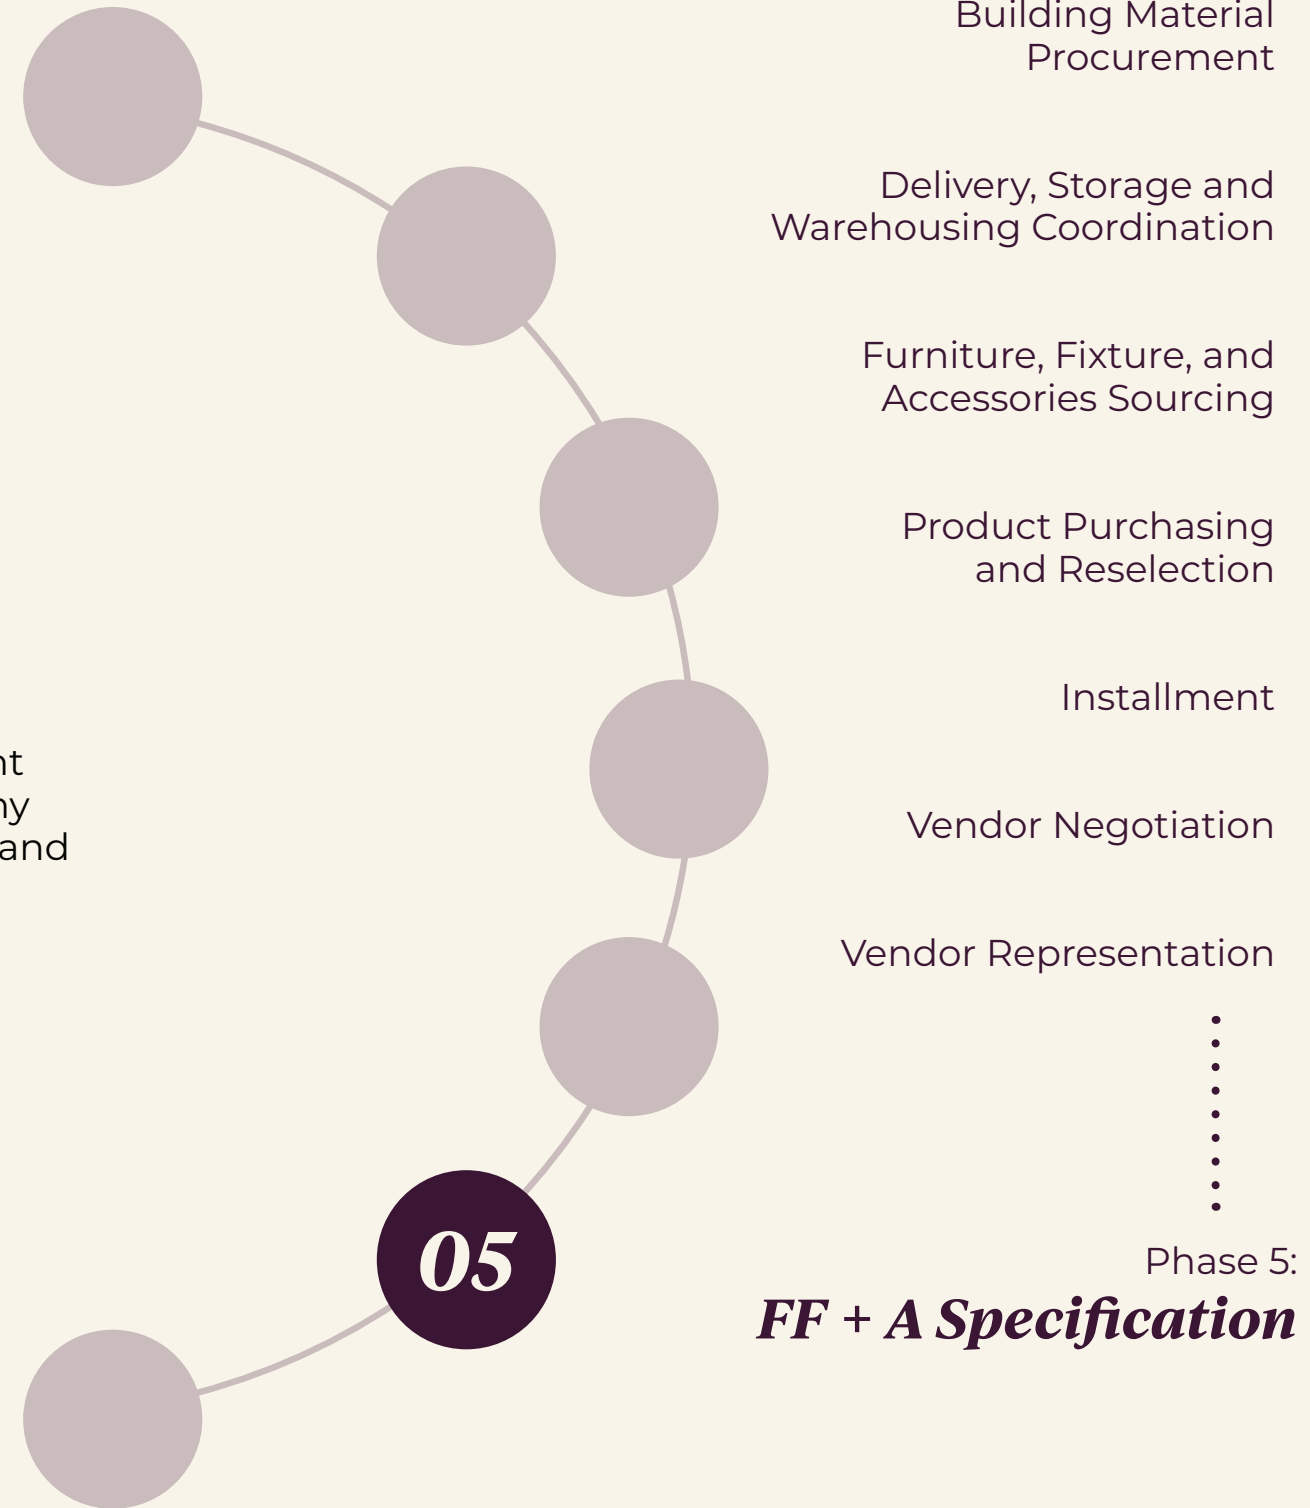 Building Material
Procurement
Delivery, Storage and
Warehousing Coordination
Furniture, Fixture, and
Accessories Sourcing
Product Purchasing
and Reselection
Installment
Vendor Negotiation
Vendor Representation
and
05
Phase 5:
FF + A Specification